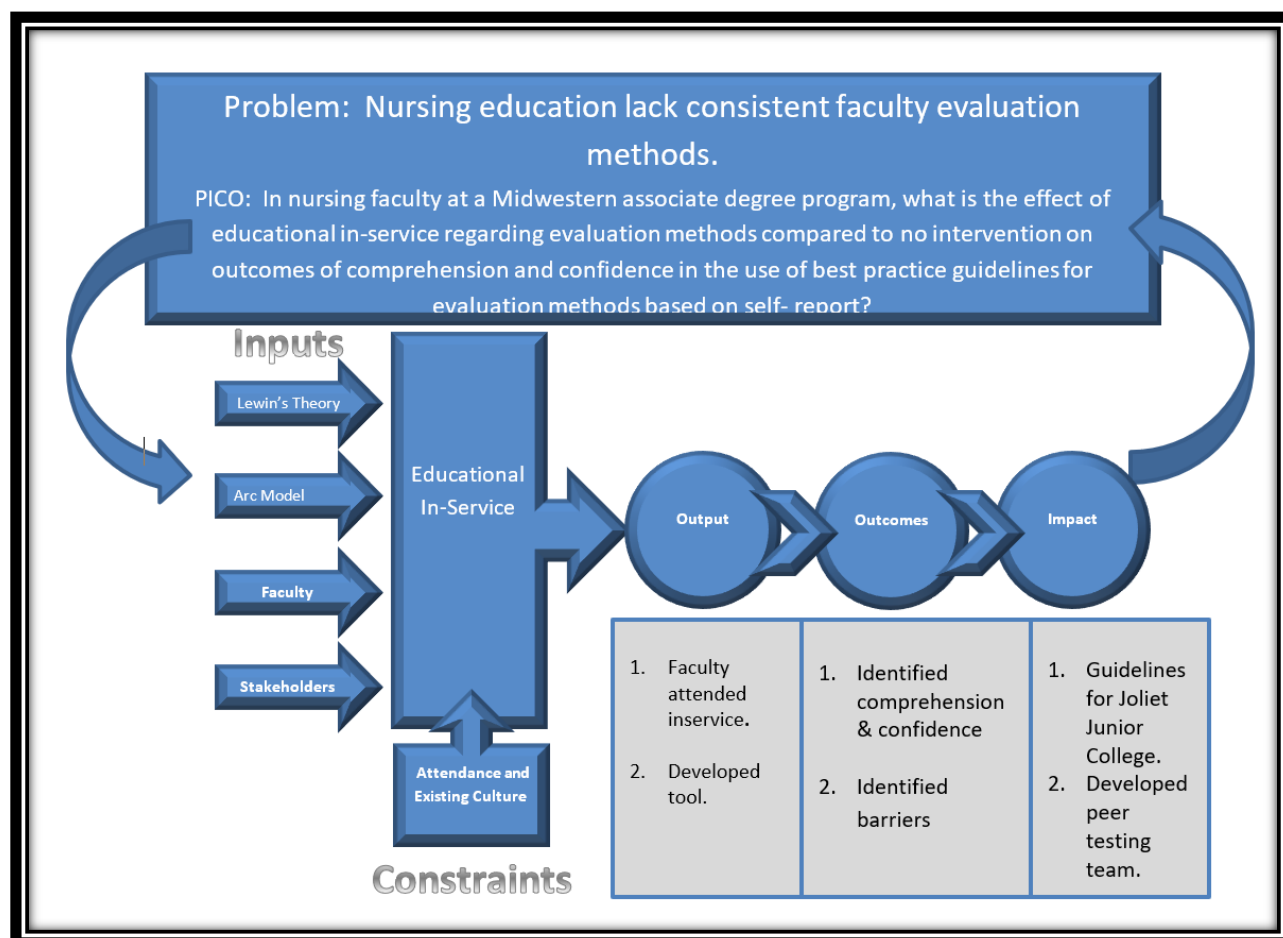 Problem:  Nursing education lack consistent faculty evaluation
methods.
PICO:  In nursing faculty at a Midwestern associate degree program, what is the effect of
educational in-service regarding evaluation methods compared to no intervention on
outcomes of comprehension and confidence in the use of best practice guidelines for
evaluation methods based on self- report?
Inputs
Lewin’s Theory
Arc Model
Faculty
Stakeholders
Educational
In-Service
Attendance and
Existing Culture
Constraints
Output
Outcomes
Impact
1. Faculty
attended
inservice.
2. Developed
tool.
1. Identified
comprehension
& confidence
2. Identified
barriers
1. Guidelines
for Joliet
Junior
College.
2. Developed
peer
testing
team.